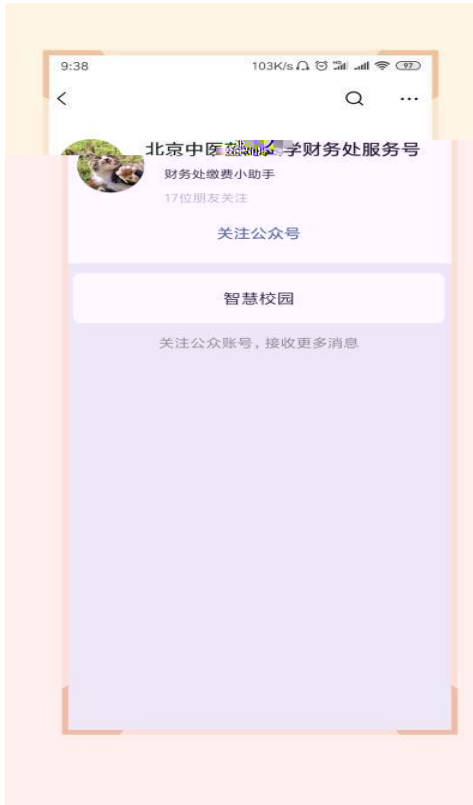 9:38 103K/s 97
北京中医 学财务处服务号
财务处缴费小助手
17位朋友关注
关注公众号
智慧校园
关注公众账号，接收更多消息